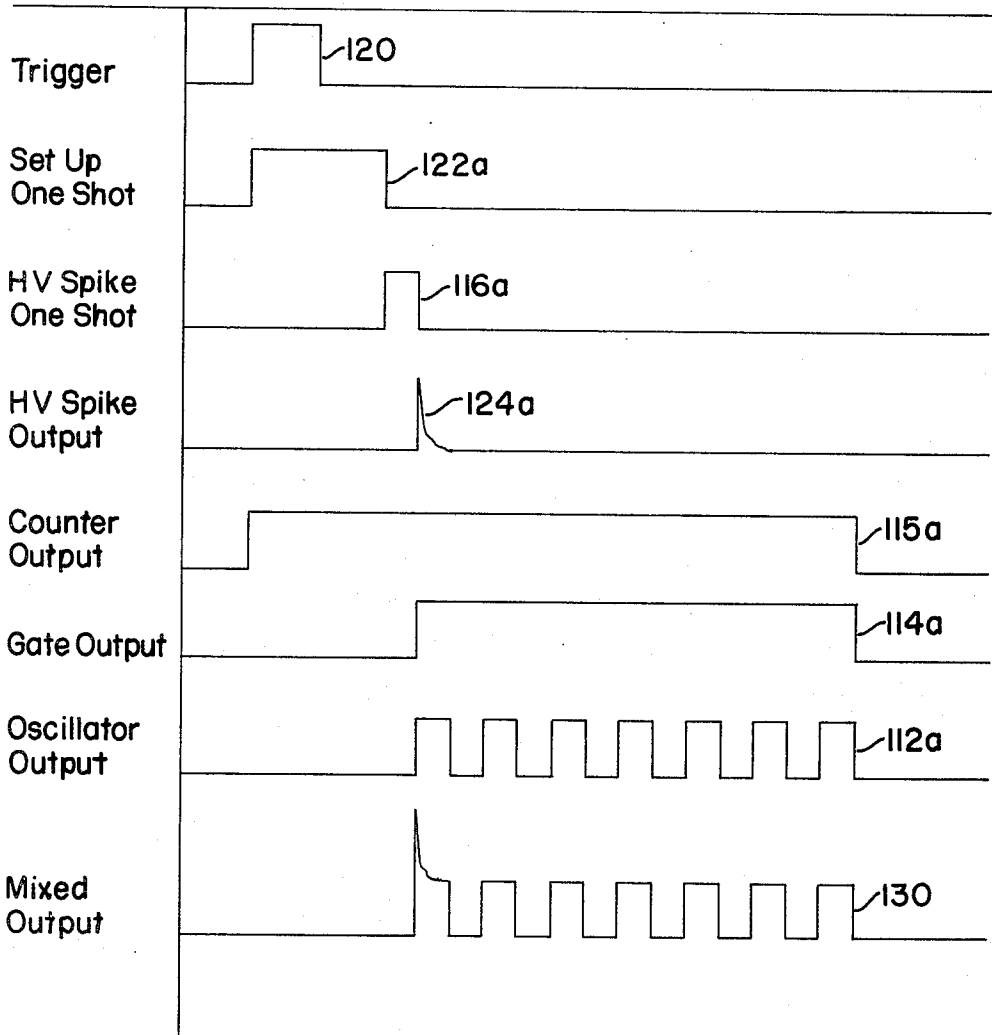 Trigger
120
Set Up
One Shot
122a
HV Spike
One Shot
116a
HV Spike
Output
124a
Counter
Output
115a
Gate Output
114a
Oscillator
Output
112a
Mixed
Output
130